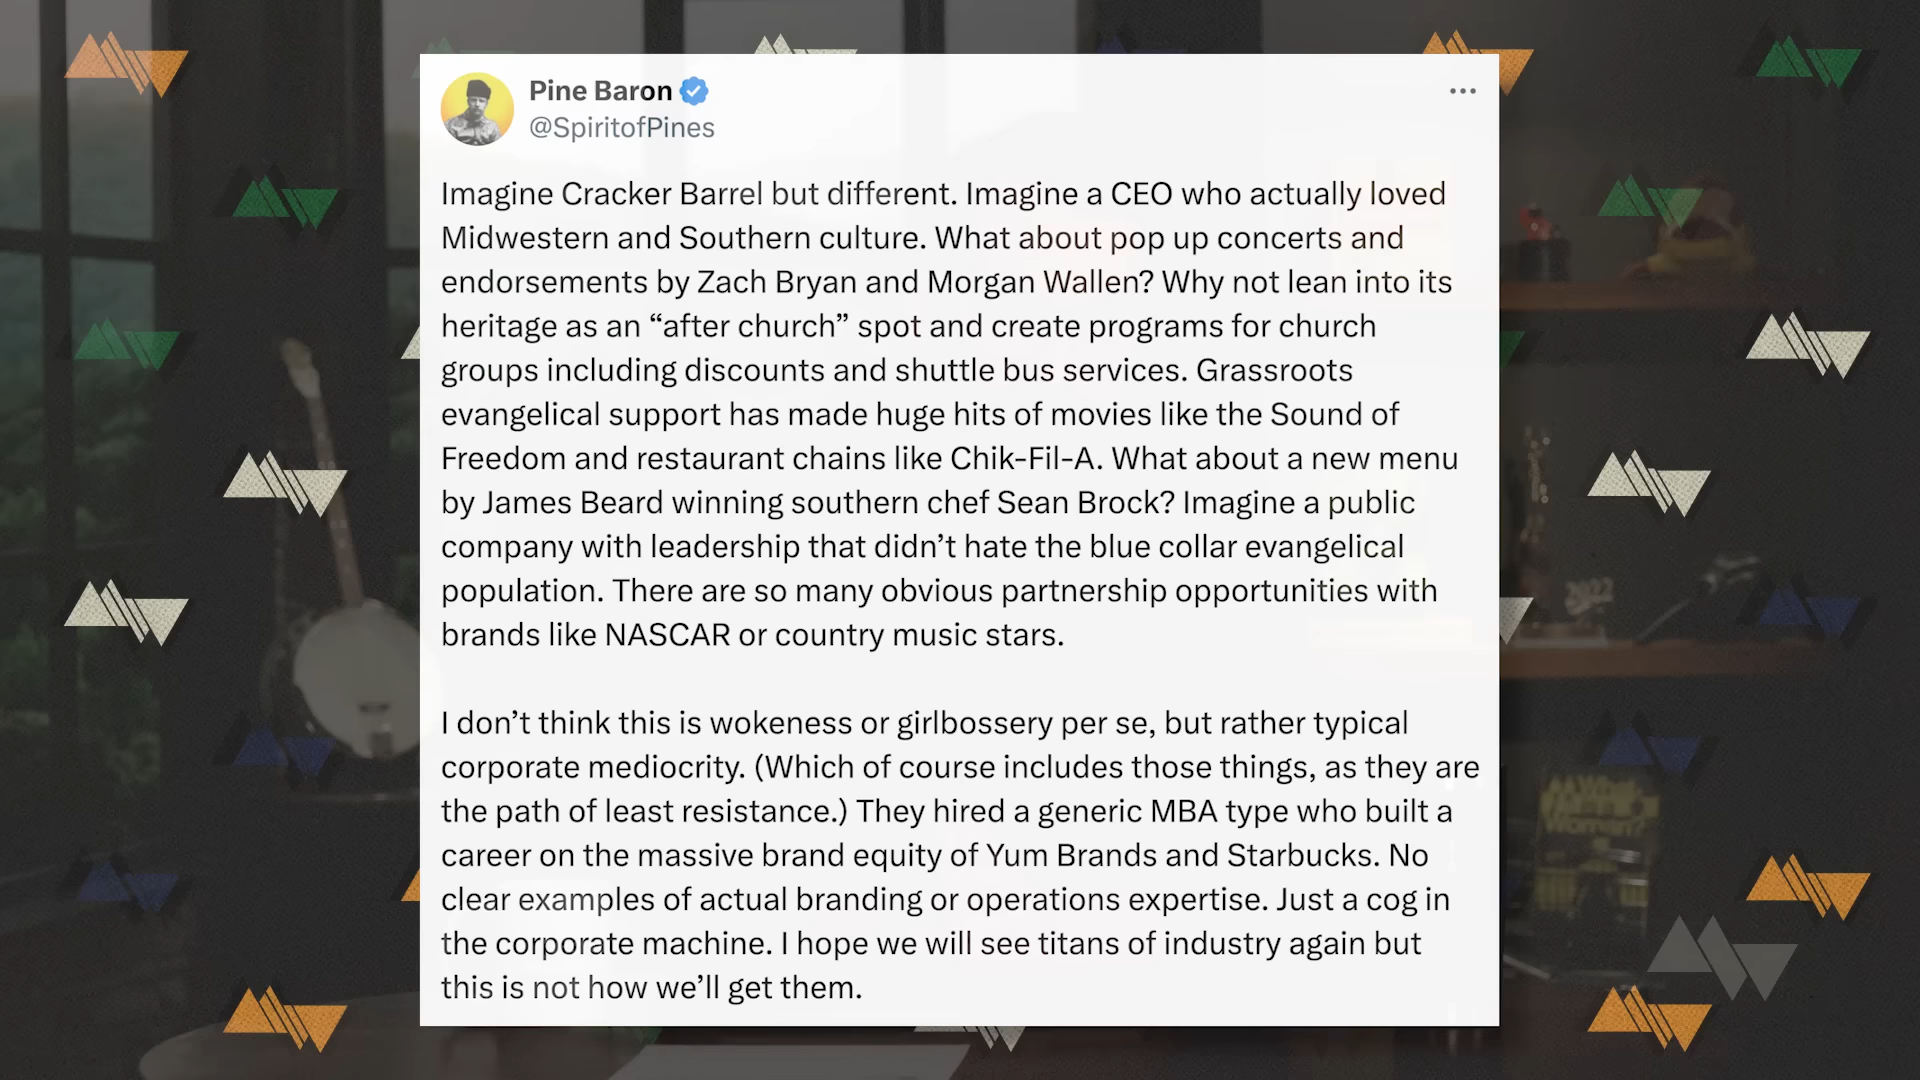 Pine Baron
@SpiritofPines
Imagine Cracker Barrel but different. Imagine a CEO who actually loved
Midwestern and Southern culture. What about pop up concerts and
endorsements by Zach Bryan and Morgan Wallen? Why not lean into its
heritage as an “after church” spot and create programs for church
groups including discounts and shuttle bus services. Grassroots
evangelical support has made huge hits of movies like the Sound of
Freedom and restaurant chains like Chik-Fil-A. What about a new menu
by James Beard winning southern chef Sean Brock? Imagine a public
company with leadership that didn’t hate the blue collar evangelical
population. There are so many obvious partnership opportunities with
brands like NASCAR or country music stars.
I don’t think this is wokeness or girlbossery per se, but rather typical
corporate mediocrity. (Which of course includes those things, as they are
the path of least resistance.) They hired a generic MBA type who built a
career on the massive brand equity of Yum Brands and Starbucks. No
clear examples of actual branding or operations expertise. Just a cog in
the corporate machine. I hope we will see titans of industry again but
this is not how we’ll get them.
2022